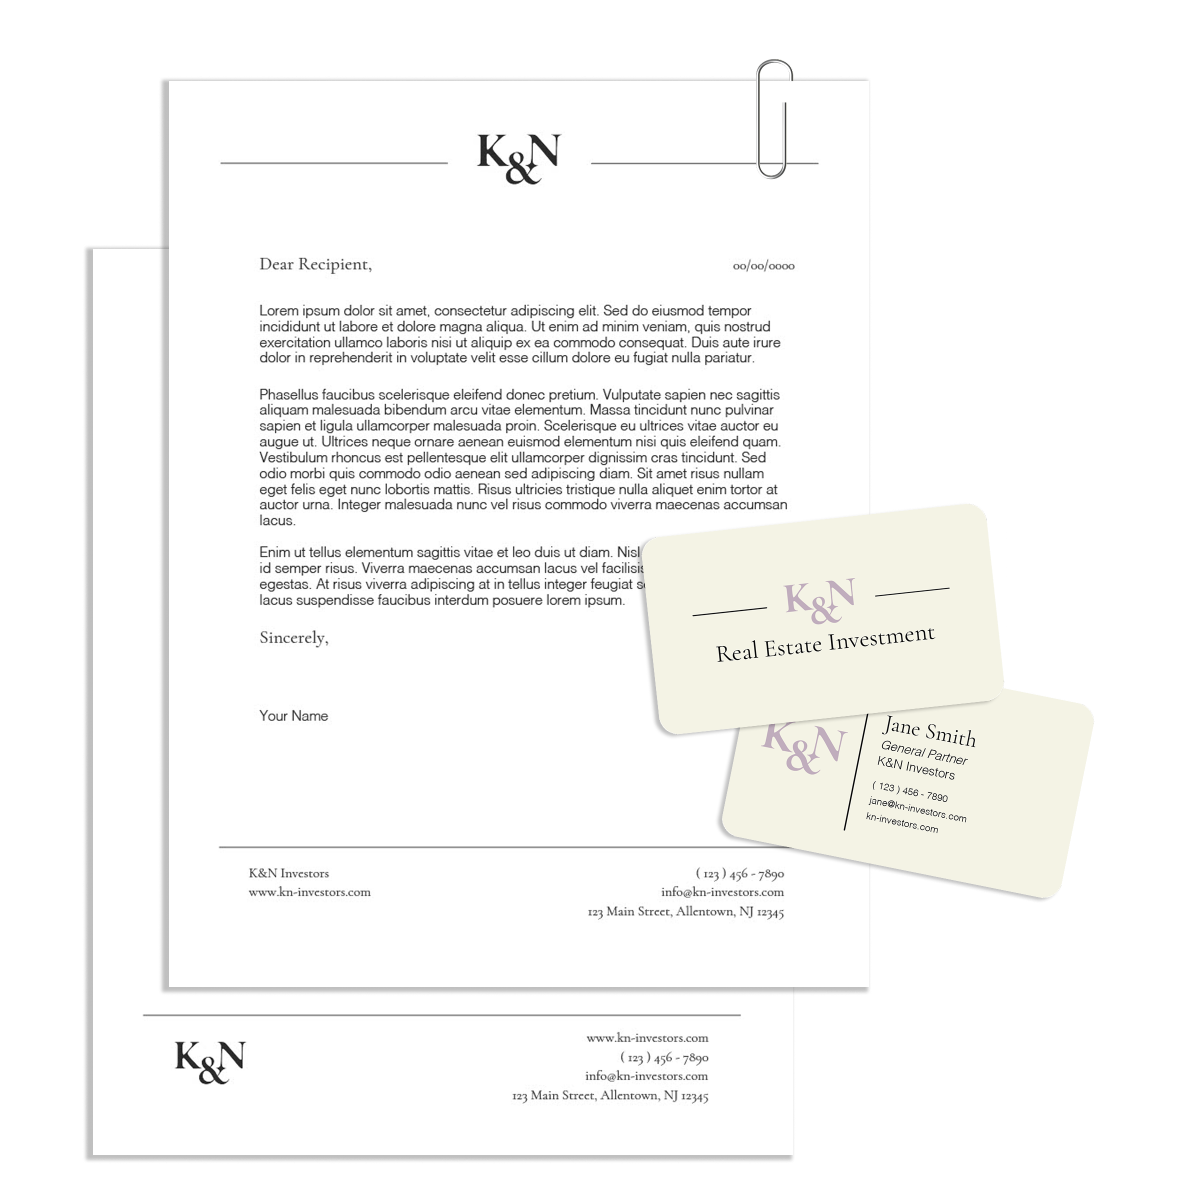 K&N
Dear Recipient,
00/00/0000
Lorem ipsum dolor sit amet, consectetur adipiscing elit. Sed do eiusmod tempor
incididunt ut labore et dolore magna aliqua. Ut enim ad minim veniam, quis nostrud
exercitation ullamco laboris nisi ut aliquip ex ea commodo consequat. Duis aute irure
dolor in reprehenderit in voluptate velit esse cillum dolore eu fugiat nulla pariatur.
Phasellus faucibus scelerisque eleifend donec pretium. Vulputate sapien nec sagittis
aliquam malesuada bibendum arcu vitae elementum. Massa tincidunt nunc pulvinar
sapien et ligula ullamcorper malesuada proin. Scelerisque eu ultrices vitae auctor eu
augue ut. Ultrices neque ornare aenean euismod elementum nisi quis eleifend quam.
Vestibulum rhoncus est pellentesque elit ullamcorper dignissim cras tincidunt. Sed
odio morbi quis commodo odio aenean sed adipiscing diam. Sit amet risus nullam
eget felis eget nunc lobortis mattis. Risus ultricies tristique nulla aliquet enim tortor at
auctor urna. Integer malesuada nunc vel risus commodo viverra maecenas accumsan
lacus.
Enim ut tellus elementum sagittis vitae et leo duis ut diam. Nisl
id semper risus. Viverra maecenas accumsan lacus vel
egestas. At risus viverra adipiscing at in tellus integer feugiat
lacus suspendisse faucibus interdum posuere lorem ipsum.
Sincerely,
Your Name
K&N Investors
www.kn-investors.com
( 123 ) 456 - 7890
info@kn-investors.com
123 Main Street, Allentown, NJ 12345
K&N
Real Estate Investment
K&N
Jane Smith
General Partner
K&N Investors
( 123 ) 456 - 7890
jane@kn-investors.com
kn-investors.com
K&N
www.kn-investors.com
( 123 ) 456 - 7890
info@kn-investors.com
123 Main Street, Allentown, NJ 12345